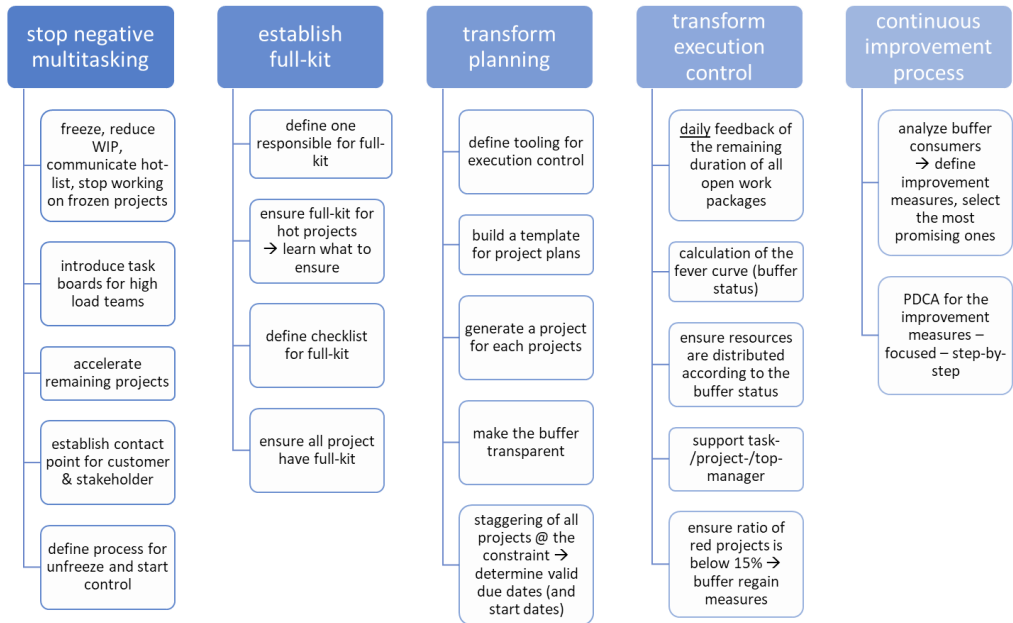 stop negative
multitasking
freeze, reduce
WIP,
communicate hot-
list, stop working
on frozen projects
introduce task
boards for high
load teams
accelerate
remaining projects
establish contact
point for customer
& stakeholder
define process for
unfreeze and start
control
establish
full-kit
define one
responsible for full-
kit
ensure full-kit for
hot projects
→ learn what to
ensure
define checklist
for full-kit
ensure all project
have full-kit
transform
planning
define tooling for
execution control
build a template
for project plans
generate a project
for each projects
make the buffer
transparent
staggering of all
projects @ the
constraint →
determine valid
due dates (and
start dates)
transform
execution
control
daily feedback of
the remaining
duration of all
open work
packages
calculation of the
fever curve (buffer
status)
ensure resources
are distributed
according to the
buffer status
support task-
/project-/top-
manager
ensure ratio of
red projects is
below 15% →
buffer regain
measures
continuous
improvement
process
analyze buffer
consumers
→ define
improvement
measures, select
the most
promising ones
PDCA for the
improvement
measures –
focused – step-by-
step